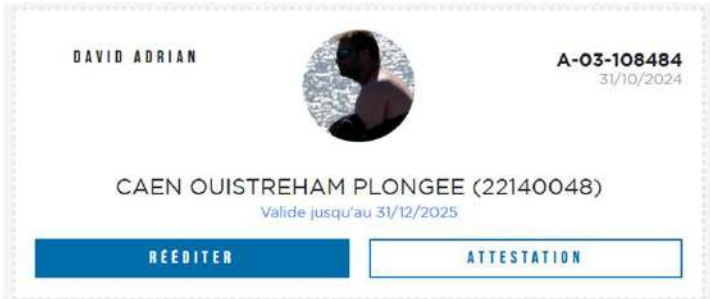 DAVID ADRIAN
A-03-108484
31/10/2024
CAEN OUISTREHAM PLONGEE (22140048)
Valide jusqu'au 31/12/2025
RÉÉDITER
ATTESTATION